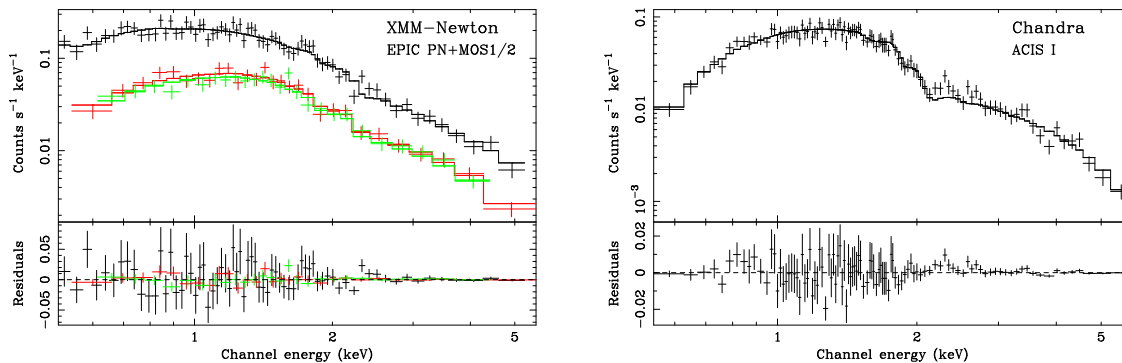 XMM-Newton
EPIC PN+MOS1/2
Counts s⁻¹ keV⁻¹
0.1
0.01
Residuals
0.05
0
−0.05
1
2
5
Channel energy (keV)
Chandra
ACIS I
Counts s⁻¹ keV⁻¹
0.1
0.01
10⁻³
Residuals
0.02
0
−0.02
1
2
5
Channel energy (keV)